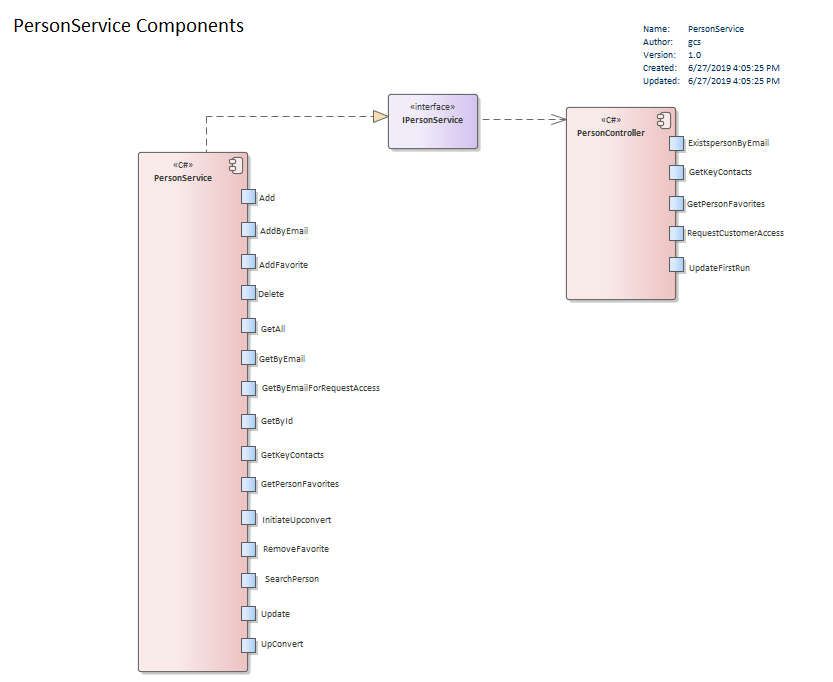 PersonService Components
Name: PersonService
Author: gcs
Version: 1.0
Created: 6/27/2019 4:05:25 PM
Updated: 6/27/2019 4:05:25 PM
«interface»
IPersonService
«C#»
PersonController
ExistspersonByEmail
GetKeyContacts
GetPersonFavorites
RequestCustomerAccess
UpdateFirstRun
«C#»
PersonService
Add
AddByEmail
AddFavorite
Delete
GetAll
GetByEmail
GetByEmailForRequestAccess
GetById
GetKeyContacts
GetPersonFavorites
InitiateUpconvert
RemoveFavorite
SearchPerson
Update
UpConvert